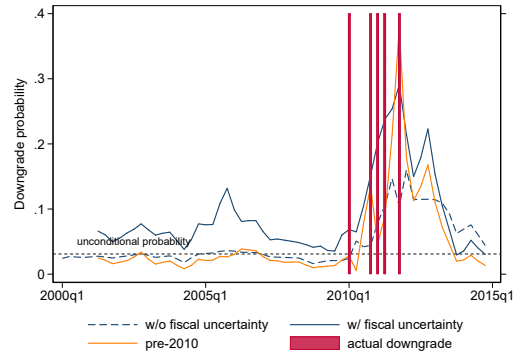 .4
.3
.2
.1
0
Downgrade probability
unconditional probability
2000q1 2005q1 2010q1 2015q1
w/o fiscal uncertainty w/ fiscal uncertainty
pre-2010 actual downgrade